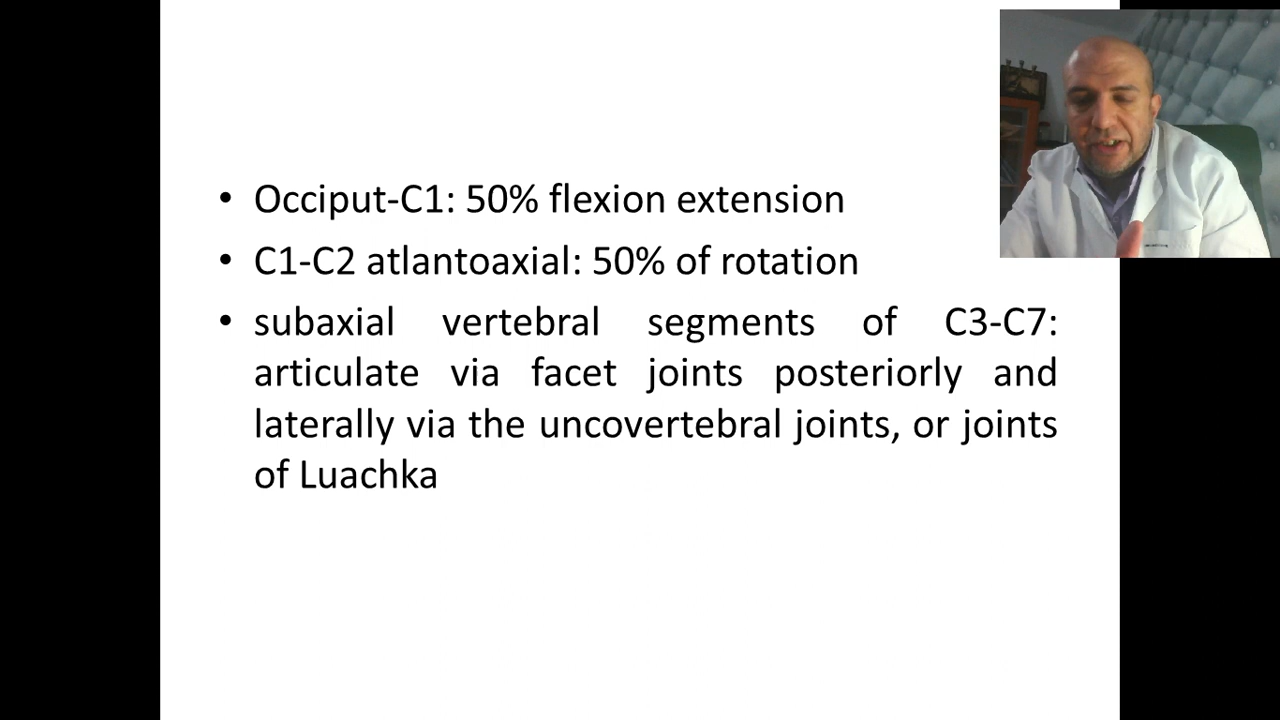 • Occiput-C1: 50% flexion extension
• C1-C2 atlantoaxial: 50% of rotation
• subaxial vertebral segments of C3-C7:
articulate via facet joints posteriorly and
laterally via the uncovertebral joints, or joints
of Luachka